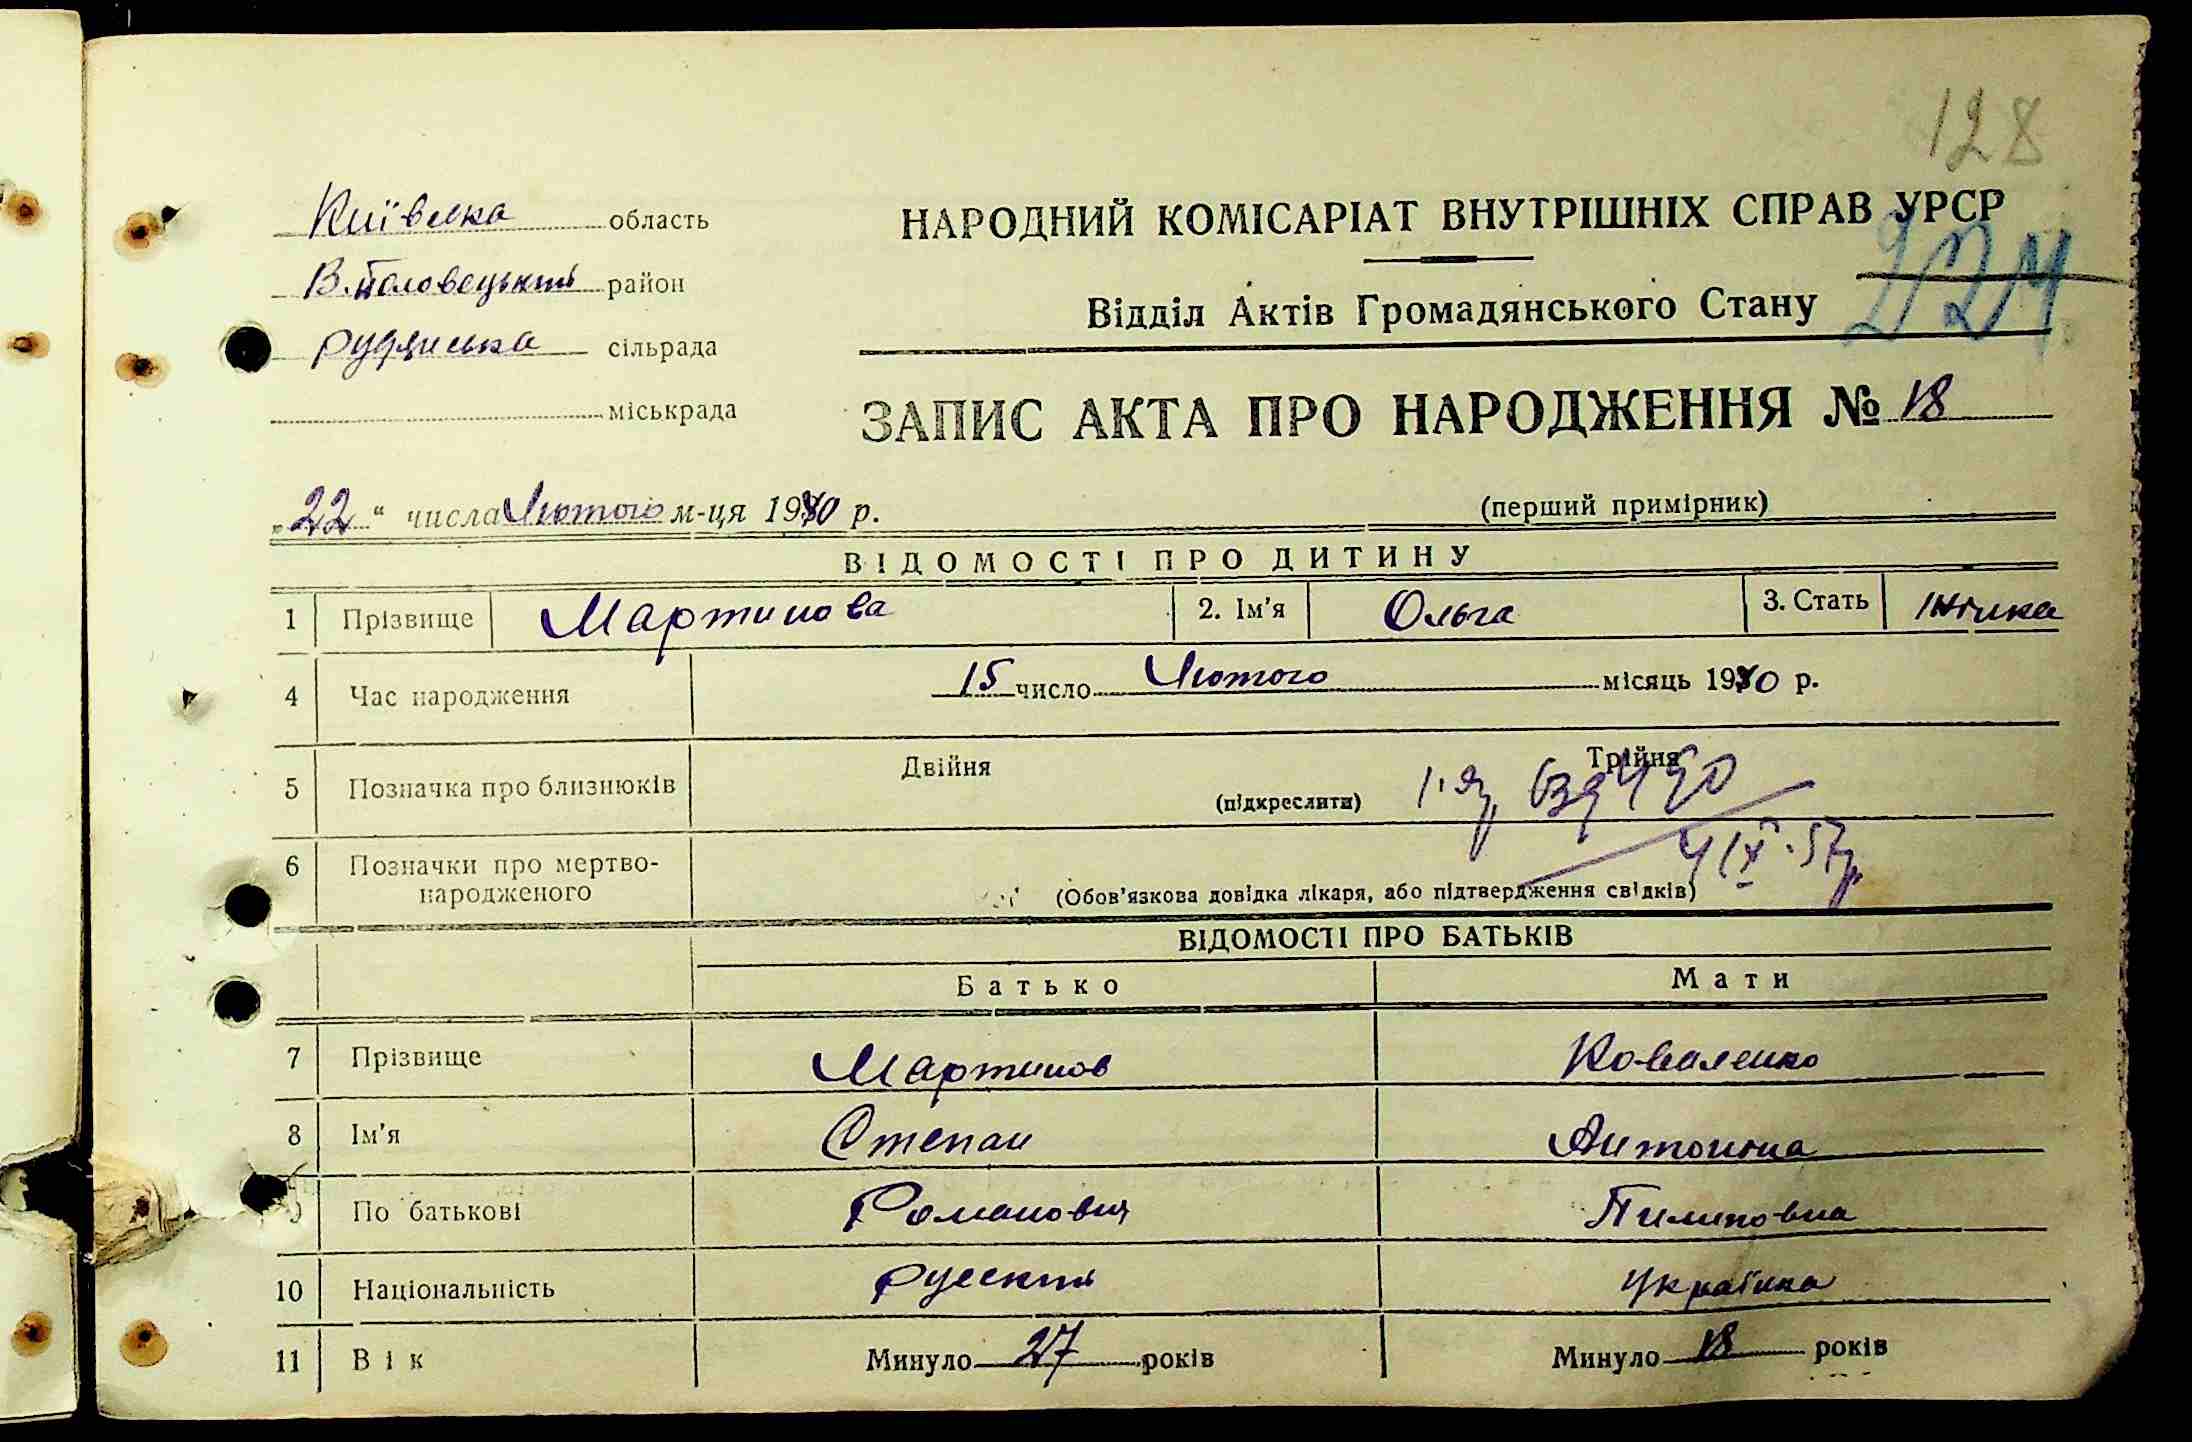 128
Київська область
НАРОДНИЙ КОМІСАРІАТ ВНУТРІШНІХ СПРАВ УРСР
В. Половецький район
224
Відділ Актів Громадянського Стану
Рудянська сільрада
міськрада
ЗАПИС АКТА ПРО НАРОДЖЕННЯ № 18
„22“ числа Лютого м-ця 1940 р.
(перший примірник)
ВІДОМОСТІ ПРО ДИТИНУ
1 Прізвище Мартинова 2. Ім'я Ольга 3. Стать Жінка
4 Час народження 15 число Лютого місяць 1940 р.
5 Позначка про близнюків Двійня (підкреслити) Трійня
6 Позначки про мертвонародженого (Обов'язкова довідка лікаря, або підтвердження свідків)
ВІДОМОСТІ ПРО БАТЬКІВ
Батько Мати
7 Прізвище Мартинов Коваленко
8 Ім'я Степан Антоніна
9 По батькові Романович Пилиповна
10 Національність Русский Українка
11 Вік Минуло 27 років Минуло 18 років